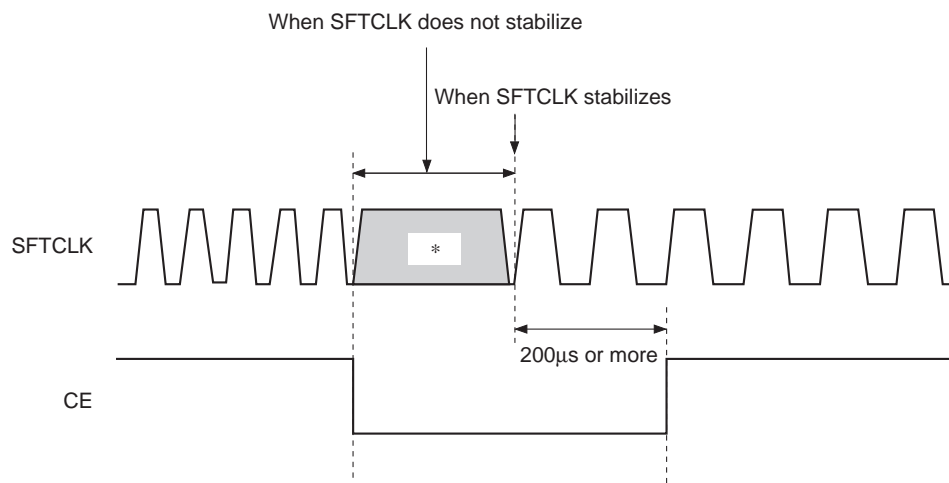 When SFTCLK does not stabilize
When SFTCLK stabilizes
SFTCLK
*
200μs or more
CE